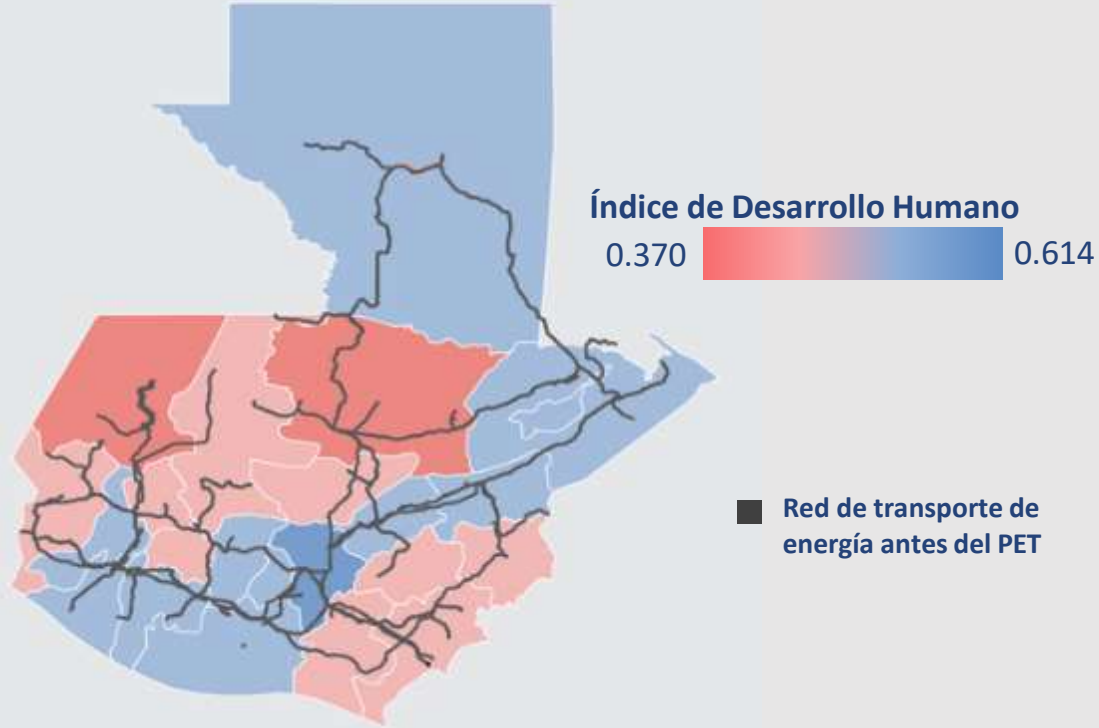 Índice de Desarrollo Humano
0.370
0.614
Red de transporte de
energía antes del PET